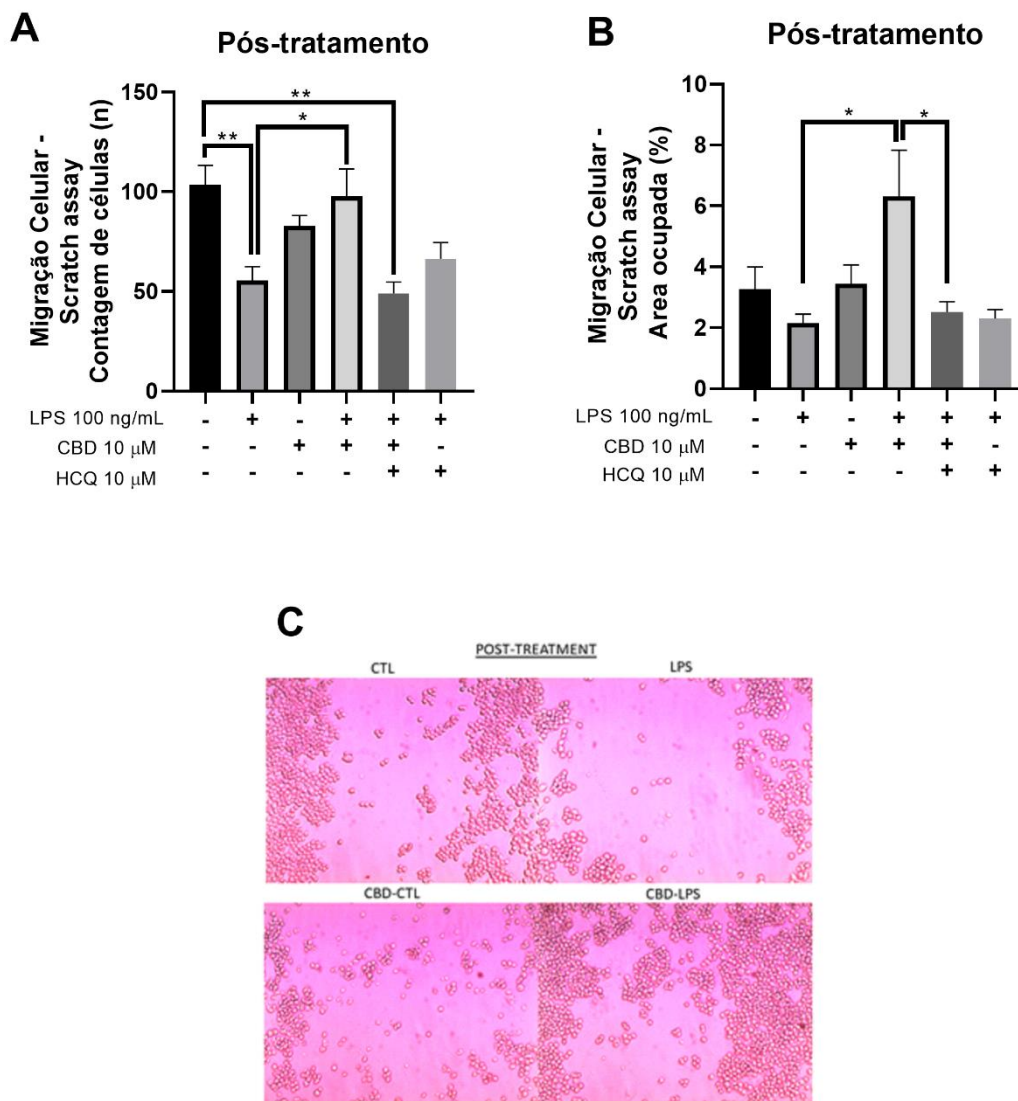 A
Pós-tratamento
Migração Celular -
Scratch assay
Contagem de células (n)
150
100
50
0
**
**
*
LPS 100 ng/mL - + - + + +
CBD 10 μM - - + + + -
HCQ 10 μM - - - - + +
B
Pós-tratamento
Migração Celular -
Scratch assay
Area ocupada (%)
10
8
6
4
2
0
*
*
LPS 100 ng/mL - + - + + +
CBD 10 μM - - + + + -
HCQ 10 μM - - - - + +
C
POST-TREATMENT
CTL LPS
CBD-CTL CBD-LPS